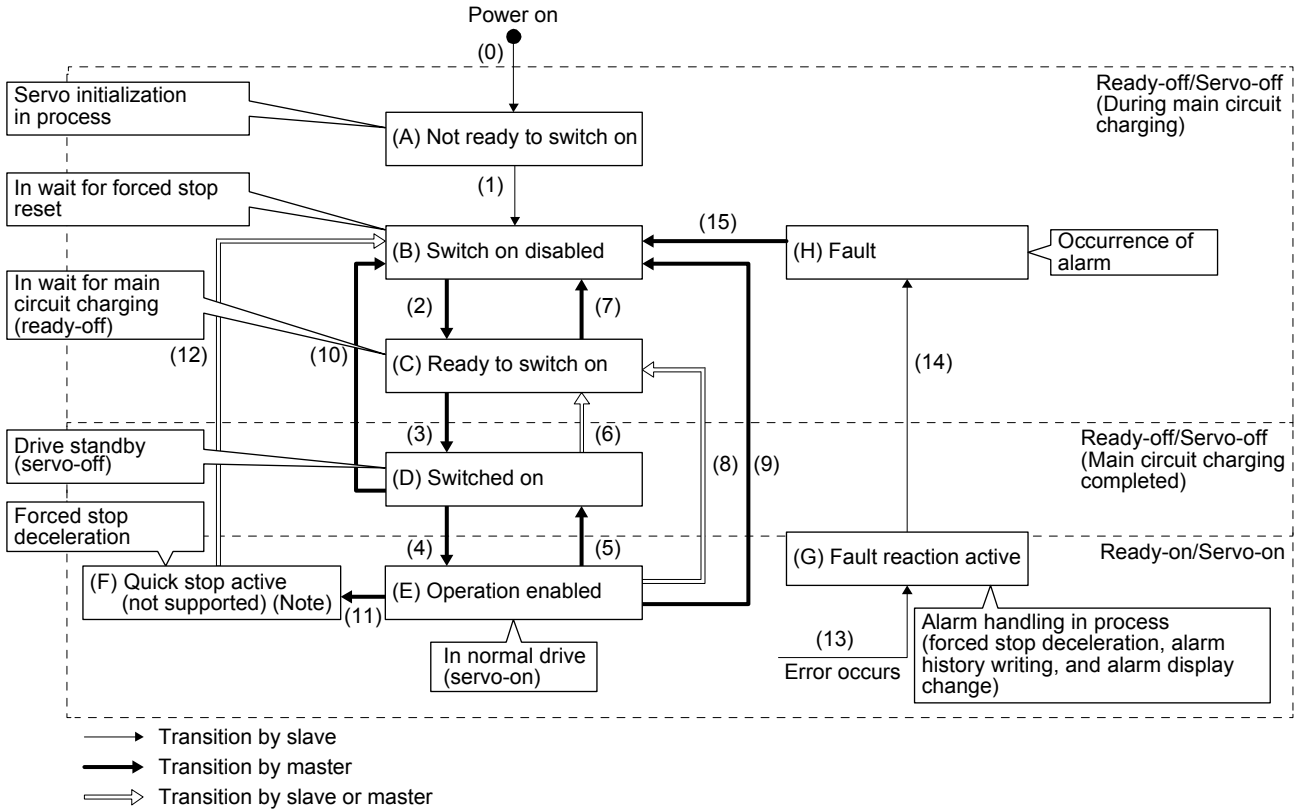 Power on
(0)
Ready-off/Servo-off
(During main circuit
charging)
Servo initialization
in process
(A) Not ready to switch on
(1)
In wait for forced stop
reset
(15)
(B) Switch on disabled
(H) Fault
Occurrence of
alarm
In wait for main
circuit charging
(ready-off)
(2)
(7)
(12)
(10)
(C) Ready to switch on
(14)
(3)
(6)
Ready-off/Servo-off
(Main circuit charging
completed)
Drive standby
(servo-off)
(8)
(9)
(D) Switched on
Forced stop
deceleration
(4)
(5)
(G) Fault reaction active
Ready-on/Servo-on
(F) Quick stop active
(not supported) (Note)
(11)
(E) Operation enabled
In normal drive
(servo-on)
(13)
Error occurs
Alarm handling in process
(forced stop deceleration, alarm
history writing, and alarm display
change)
Transition by slave
Transition by master
Transition by slave or master